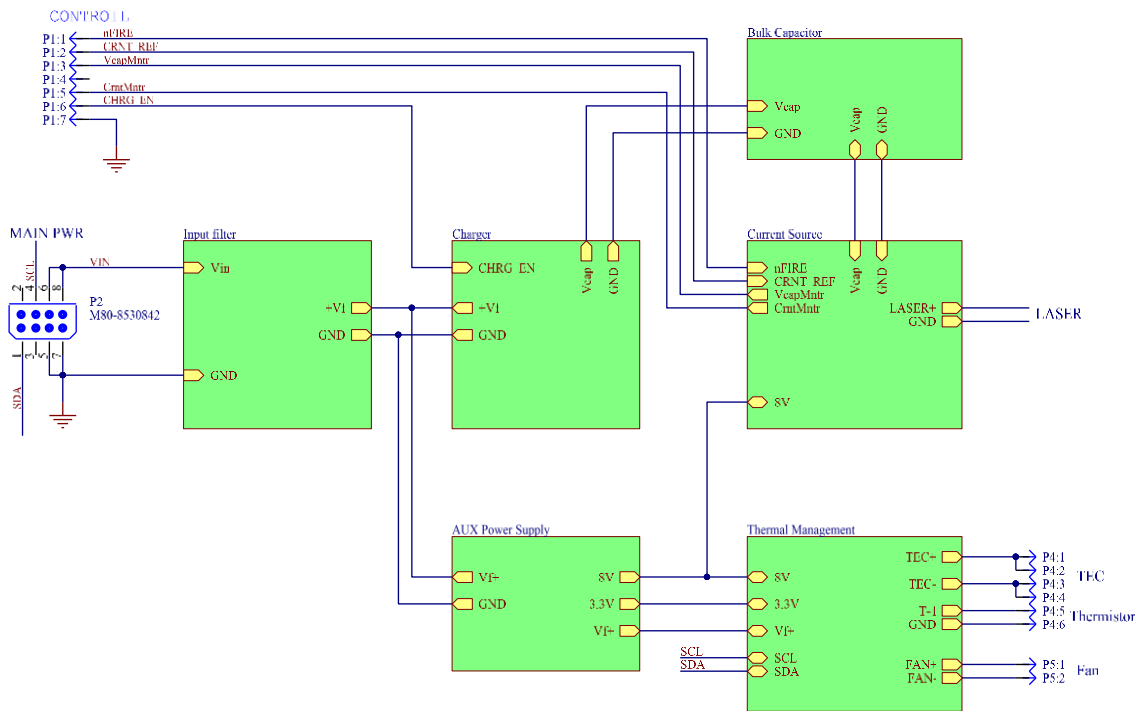 CONTROLL
P1:1 nFIRE
P1:2 CRNT_REF
P1:3 VcapMntr
P1:4
P1:5 CrntMntr
P1:6 CHRG_EN
P1:7
Bulk Capacitor
Vcap
GND
Vcap
GND
MAIN PWR
SCL
VIN
2 4 6 8
P2
M80-8530842
1 3 5 7
SDA
Input filter
Vin
+V1
GND
GND
Charger
CHRG_EN
Vcap
GND
+V1
GND
Current Source
nFIRE
CRNT_REF
VcapMntr
CrntMntr
Vcap
GND
LASER+
GND
LASER
8V
AUX Power Supply
Vf+
GND
8V
3.3V
Vf+
Thermal Management
8V
3.3V
Vf+
SCL
SCL
SDA
SDA
TEC+
TEC-
T-1
GND
FAN+
FAN-
P4:1
P4:2
P4:3
P4:4
P4:5
P4:6
TEC
Thermistor
P5:1
P5:2
Fan